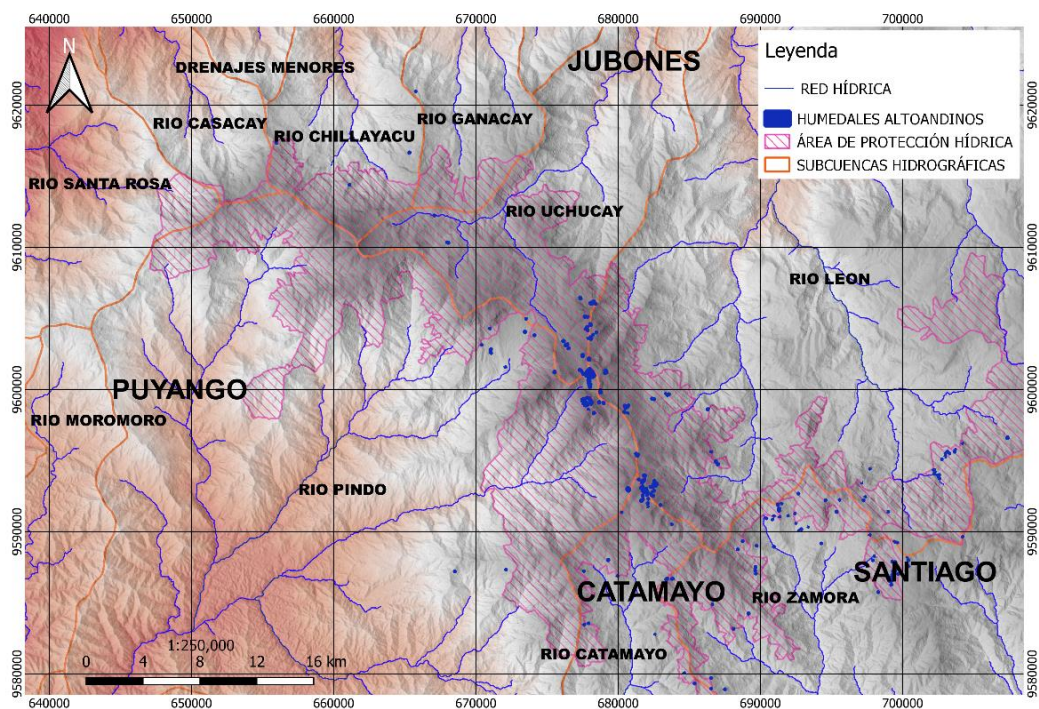 640000 650000 660000 670000 680000 690000 700000
N
JUBONES
DRENAJES MENORES
Leyenda
RED HÍDRICA
HUMEDALES ALTOANDINOS
ÁREA DE PROTECCIÓN HÍDRICA
SUBCUENCAS HIDROGRÁFICAS
9620000 9620000
RIO CASACAY
RIO CHILLAYACU
RIO GANACAY
RIO SANTA ROSA
RIO UCHUCAY
9610000 9610000
RIO LEON
PUYANGO
9600000 9600000
RIO MOROMORO
RIO PINDO
9590000 9590000
CATAMAYO
SANTIAGO
RIO ZAMORA
1:250,000
RIO CATAMAYO
0 4 8 12 16 km
9580000 9580000
640000 650000 660000 670000 680000 690000 700000